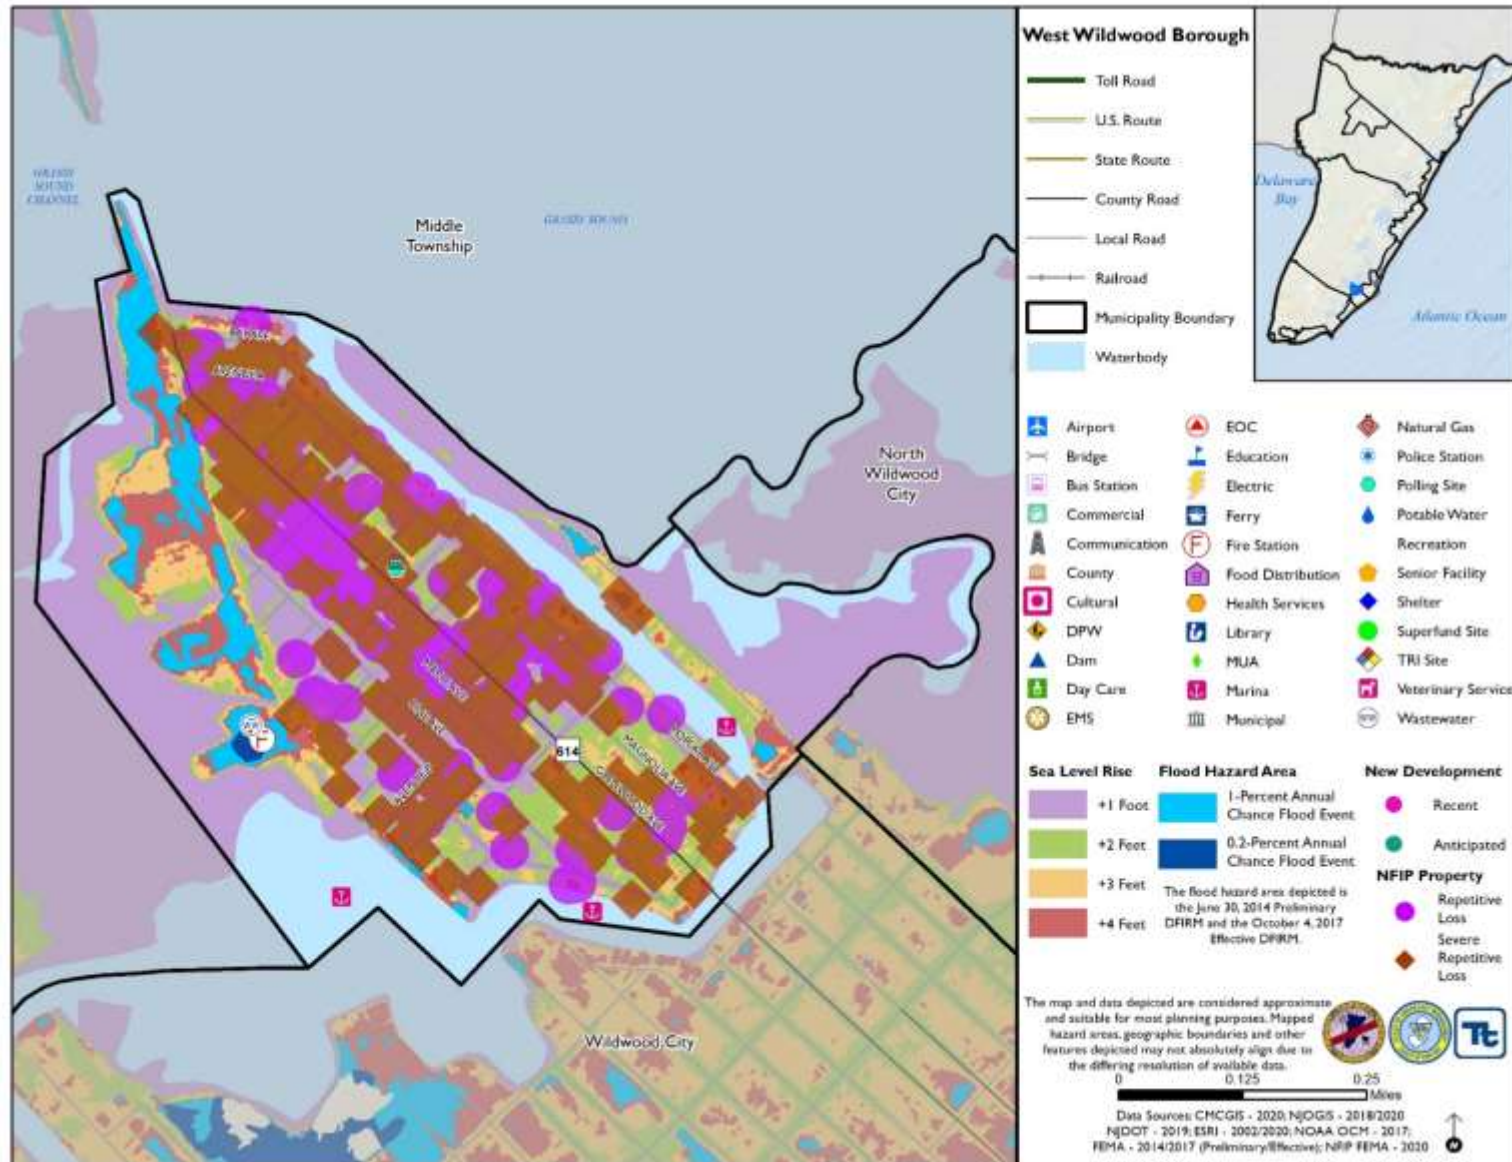 GRASSY
SOUND
CHANNEL
Middle
Township
GRASSY SOUND
North
Wildwood
City
614
MAGNOLIA AVE
GLENWOOD AVE
Wildwood City
West Wildwood Borough
Toll Road
U.S. Route
State Route
County Road
Local Road
Railroad
Municipality Boundary
Waterbody
Delaware
Bay
Atlantic Ocean
Airport
Bridge
Bus Station
Commercial
Communication
County
Cultural
DPW
Dam
Day Care
EMS
EOC
Education
Electric
Ferry
F Fire Station
Food Distribution
Health Services
Library
MUA
Marina
Municipal
Natural Gas
Police Station
Polling Site
Potable Water
Recreation
Senior Facility
Shelter
Superfund Site
TRI Site
Veterinary Service
Wastewater
Sea Level Rise
+1 Foot
+2 Feet
+3 Feet
+4 Feet
Flood Hazard Area
1-Percent Annual
Chance Flood Event
0.2-Percent Annual
Chance Flood Event
The flood hazard area depicted is
the June 30, 2014 Preliminary
DFIRM and the October 4, 2017
Effective DFIRM.
New Development
Recent
Anticipated
NFIP Property
Repetitive
Loss
Severe
Repetitive
Loss
The map and data depicted are considered approximate
and suitable for most planning purposes. Mapped
hazard areas, geographic boundaries and other
features depicted may not absolutely align due to
the differing resolution of available data.
0 0.125 0.25
Miles
Data Sources: CMCGIS - 2020; NJOGIS - 2018/2020
NJDOT - 2019; ESRI - 2002/2020; NOAA OCM - 2017;
FEMA - 2014/2017 (Preliminary/Effective); NFIP FEMA - 2020
N